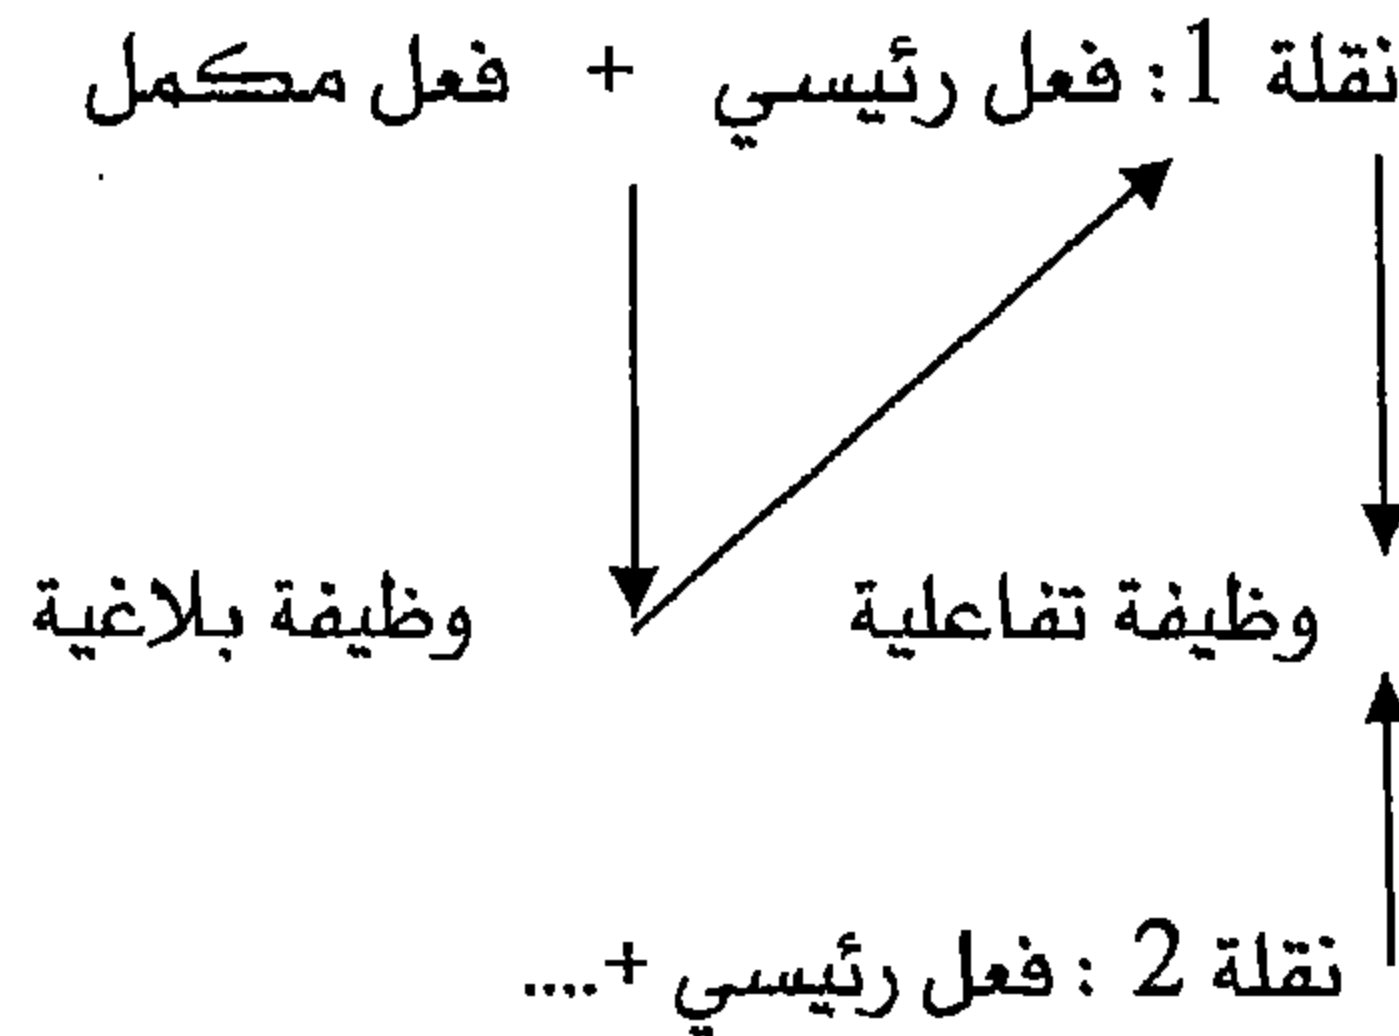 نقلة 1: فعل رئيسي + فعل مكمل
وظيفة تفاعلية وظيفة بلاغية
نقلة 2 : فعل رئيسي +....